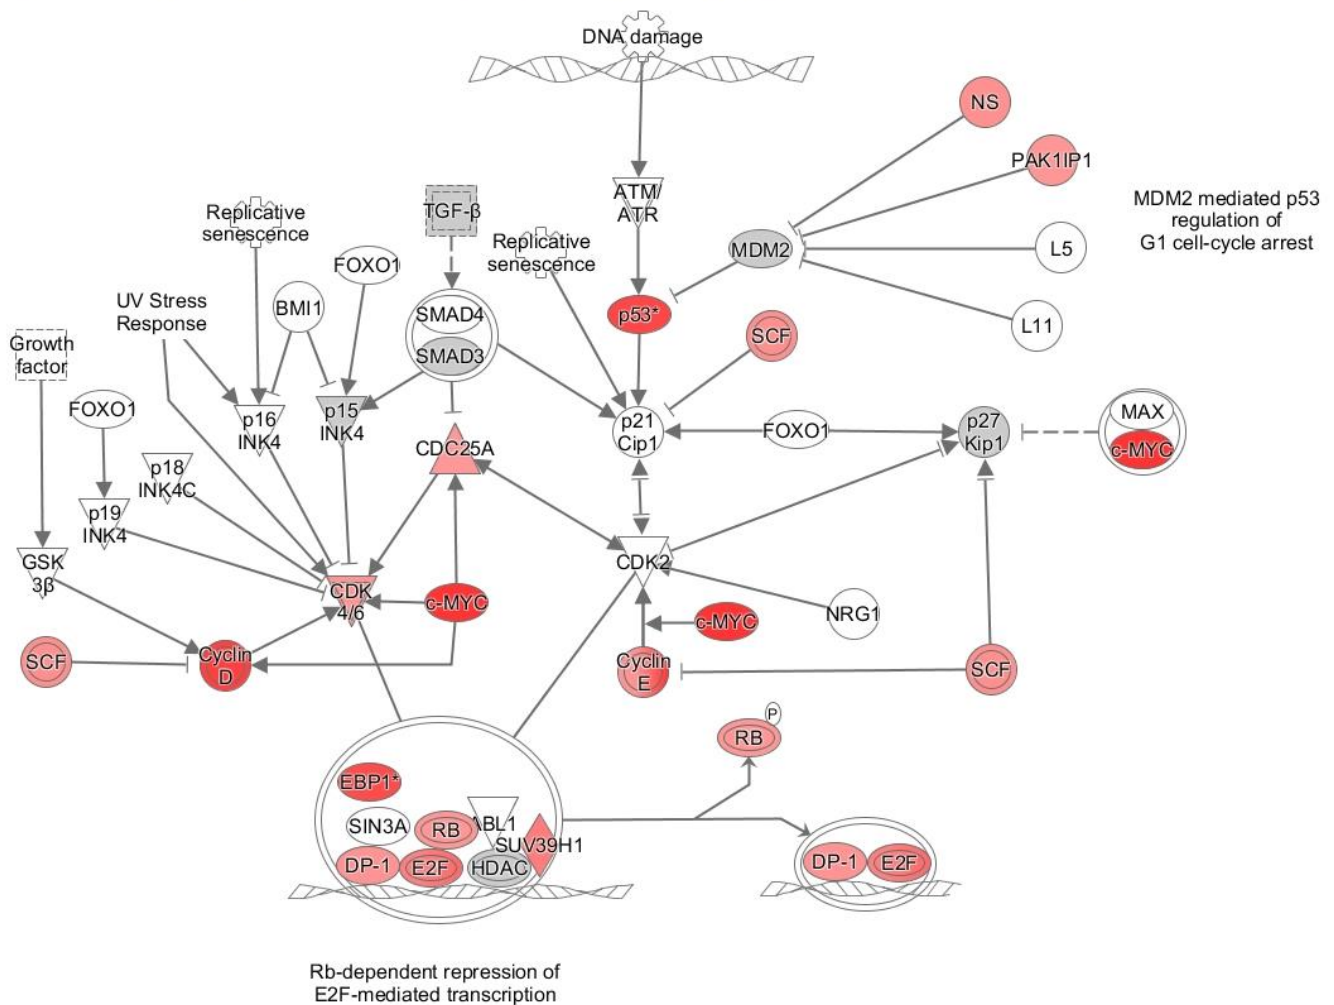 DNA damage
NS
PAK1IP1
ATM/
ATR
MDM2 mediated p53
regulation of
G1 cell-cycle arrest
TGF-β
Replicative
senescence
Replicative
senescence
MDM2
L5
FOXO1
UV Stress
Response
BMI1
SMAD4
p53*
SCF
L11
Growth
factor
SMAD3
FOXO1
p16
INK4
p15
INK4
p21
Cip1
FOXO1
p27
Kip1
MAX
c-MYC
CDC25A
p18
INK4C
p19
INK4
GSK
3β
CDK2
CDK
4/6
c-MYC
c-MYC
NRG1
SCF
Cyclin
D
Cyclin
E
SCF
P
RB
EBP1*
SIN3A
RB
ABL1
SUV39H1
DP-1
E2F
HDAC
DP-1
E2F
Rb-dependent repression of
E2F-mediated transcription